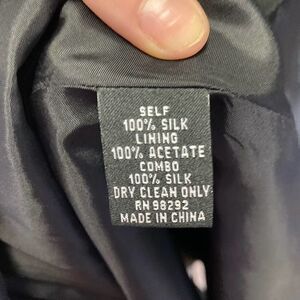 SELF
100% SILK
LINING
100% ACETATE
COMBO
100% SILK
DRY CLEAN ONLY
RN 98292
MADE IN CHINA